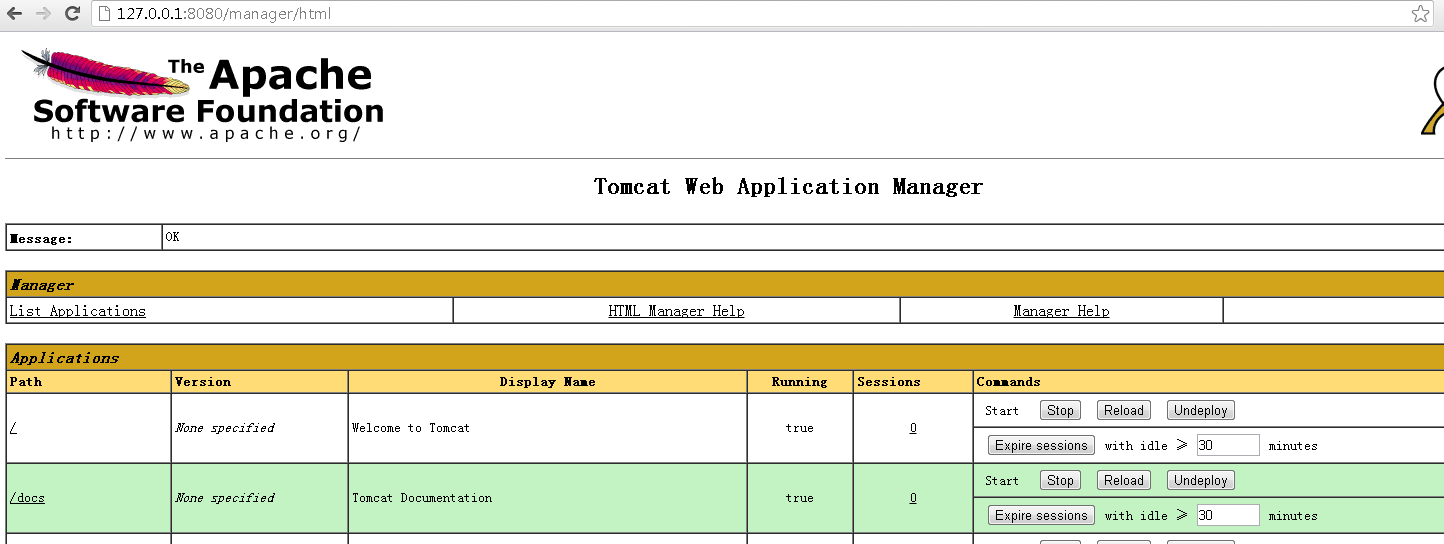 127.0.0.1:8080/manager/html
The Apache
Software Foundation
http://www.apache.org/
Tomcat Web Application Manager
Message: OK
Manager
List Applications HTML Manager Help Manager Help
Applications
Path Version Display Name Running Sessions Commands
/ None specified Welcome to Tomcat true 0 Start Stop Reload Undeploy
Expire sessions with idle ≥ 30 minutes
/docs None specified Tomcat Documentation true 0 Start Stop Reload Undeploy
Expire sessions with idle ≥ 30 minutes